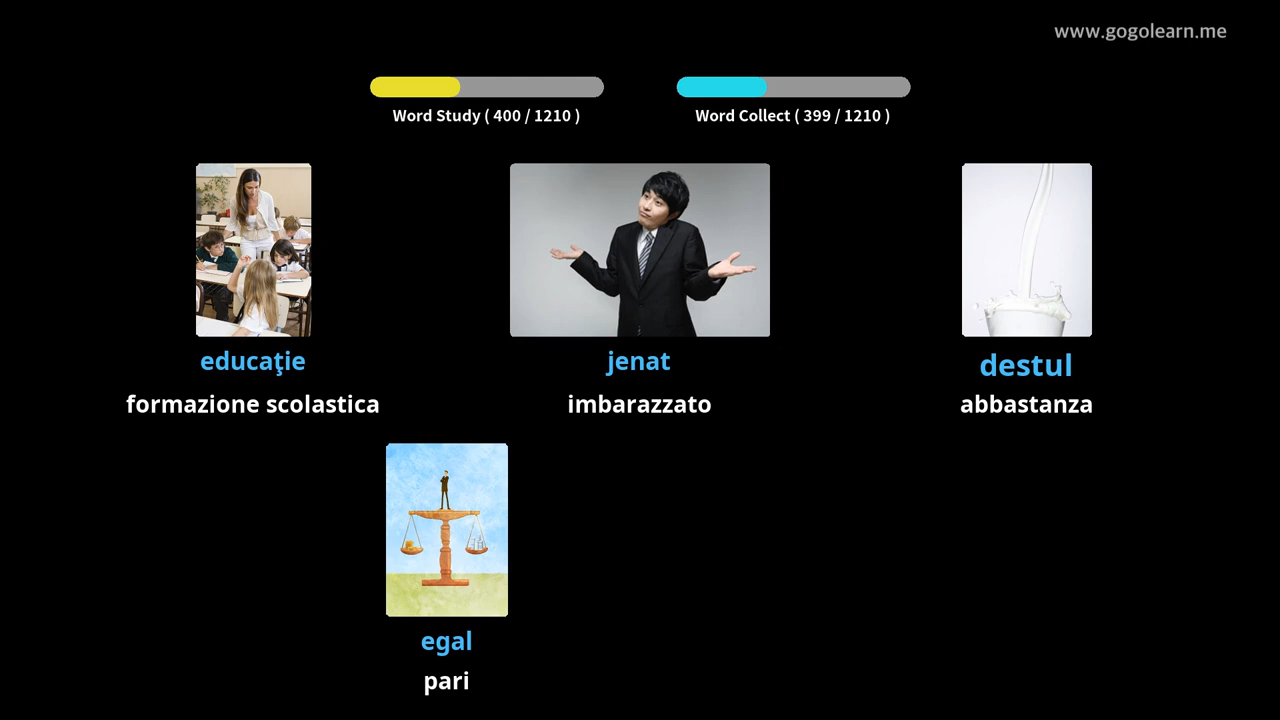 www.gogolearn.me
Word Study ( 400 / 1210 )
Word Collect ( 399 / 1210 )
educaţie
jenat
destul
formazione scolastica
imbarazzato
abbastanza
egal
pari